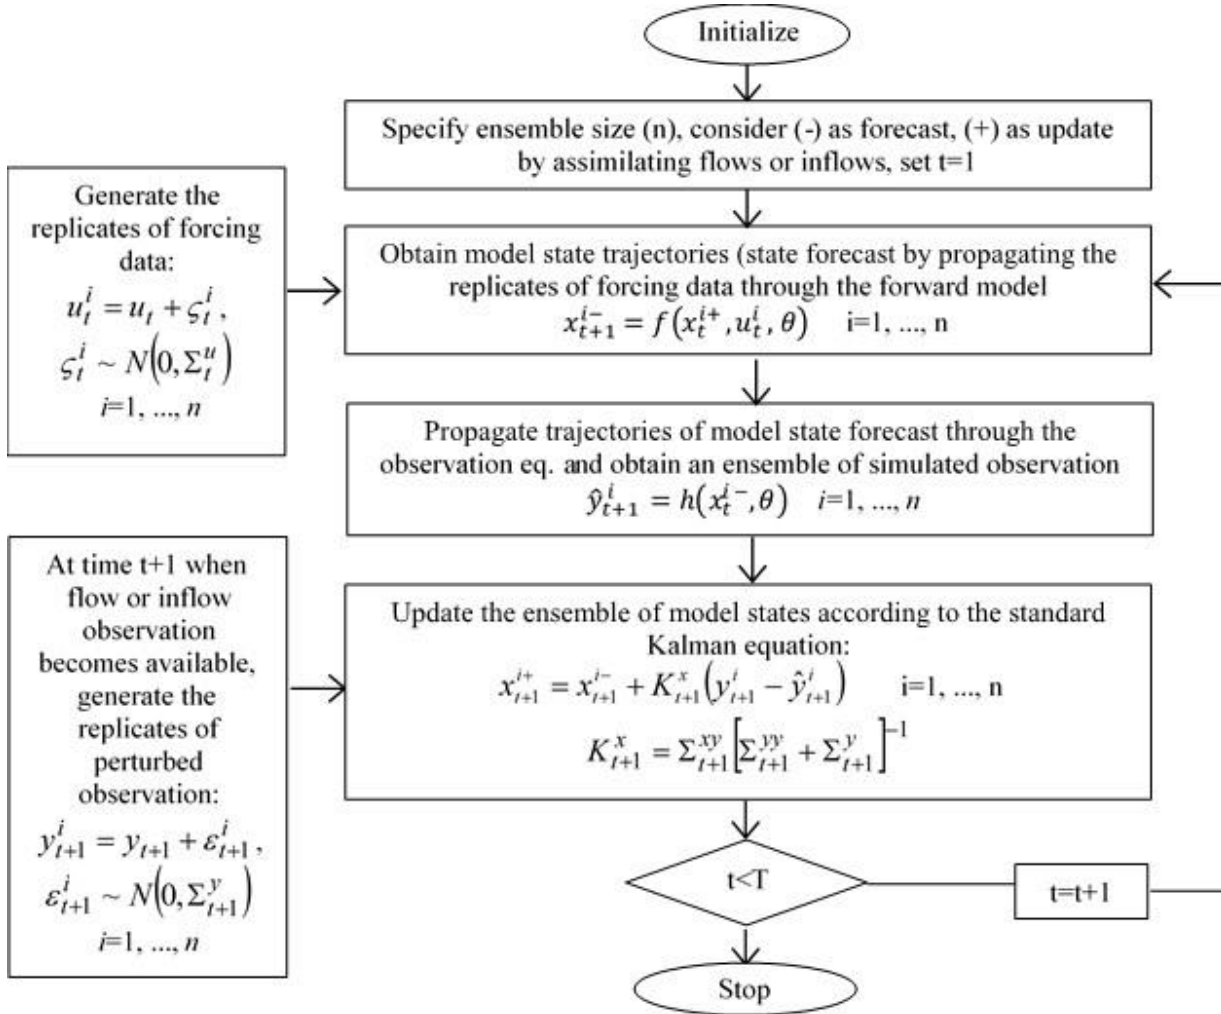 Initialize
Specify ensemble size (n), consider (-) as forecast, (+) as update
by assimilating flows or inflows, set t=1
Generate the
replicates of forcing
data:
u_t^i = u_t + ς_t^i ,
ς_t^i ~ N(0, Σ_t^u)
i=1, ..., n
Obtain model state trajectories (state forecast by propagating the
replicates of forcing data through the forward model
x_{t+1}^{i-} = f(x_t^{i+}, u_t^i, θ) i=1, ..., n
Propagate trajectories of model state forecast through the
observation eq. and obtain an ensemble of simulated observation
ŷ_{t+1}^i = h(x_t^{i-}, θ) i=1, ..., n
At time t+1 when
flow or inflow
observation
becomes available,
generate the
replicates of
perturbed
observation:
y_{t+1}^i = y_{t+1} + ε_{t+1}^i ,
ε_{t+1}^i ~ N(0, Σ_{t+1}^y)
i=1, ..., n
Update the ensemble of model states according to the standard
Kalman equation:
x_{t+1}^{i+} = x_{t+1}^{i-} + K_{t+1}^x (y_{t+1}^i − ŷ_{t+1}^i) i=1, ..., n
K_{t+1}^x = Σ_{t+1}^{xy} [Σ_{t+1}^{yy} + Σ_{t+1}^y]^{-1}
t<T
t=t+1
Stop